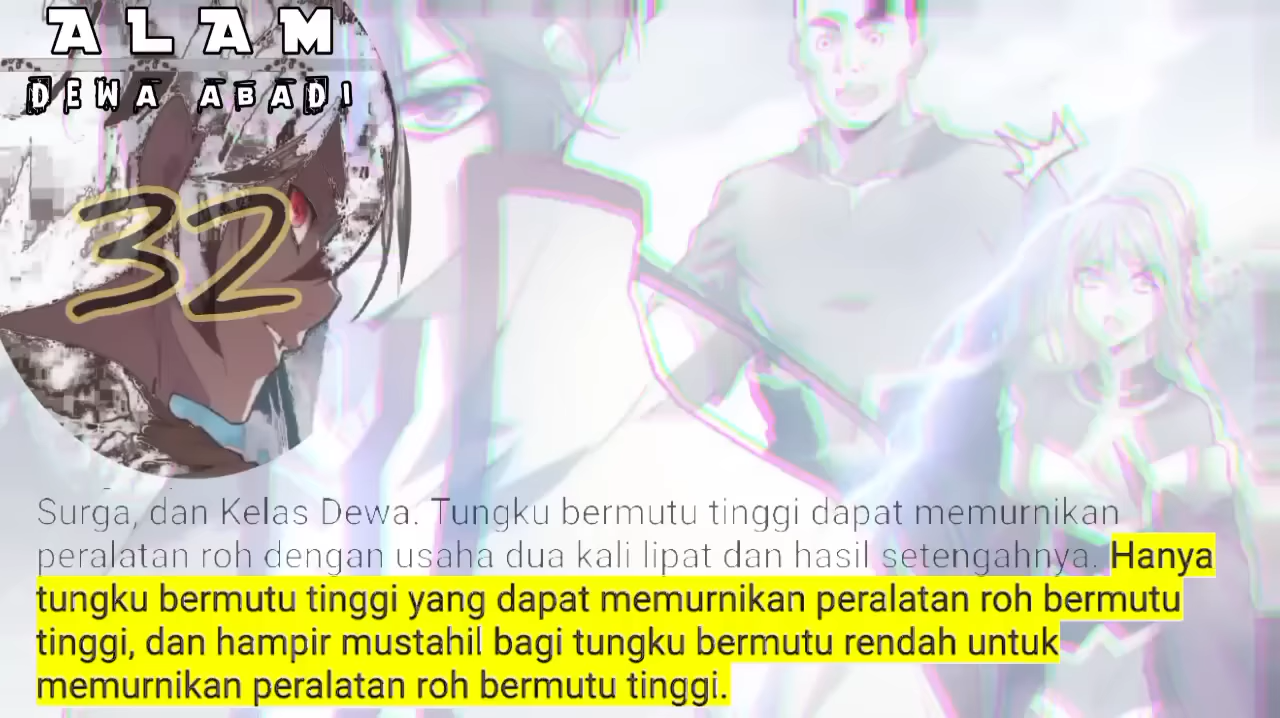 ALAM
DEWA ABADI
32
Surga, dan Kelas Dewa. Tungku bermutu tinggi dapat memurnikan
peralatan roh dengan usaha dua kali lipat dan hasil setengahnya. Hanya
tungku bermutu tinggi yang dapat memurnikan peralatan roh bermutu
tinggi, dan hampir mustahil bagi tungku bermutu rendah untuk
memurnikan peralatan roh bermutu tinggi.